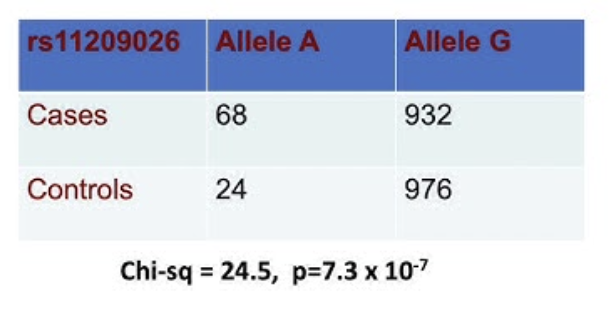 rs11209026 Allele A Allele G
Cases 68 932
Controls 24 976
Chi-sq = 24.5, p=7.3 x 10⁻⁷